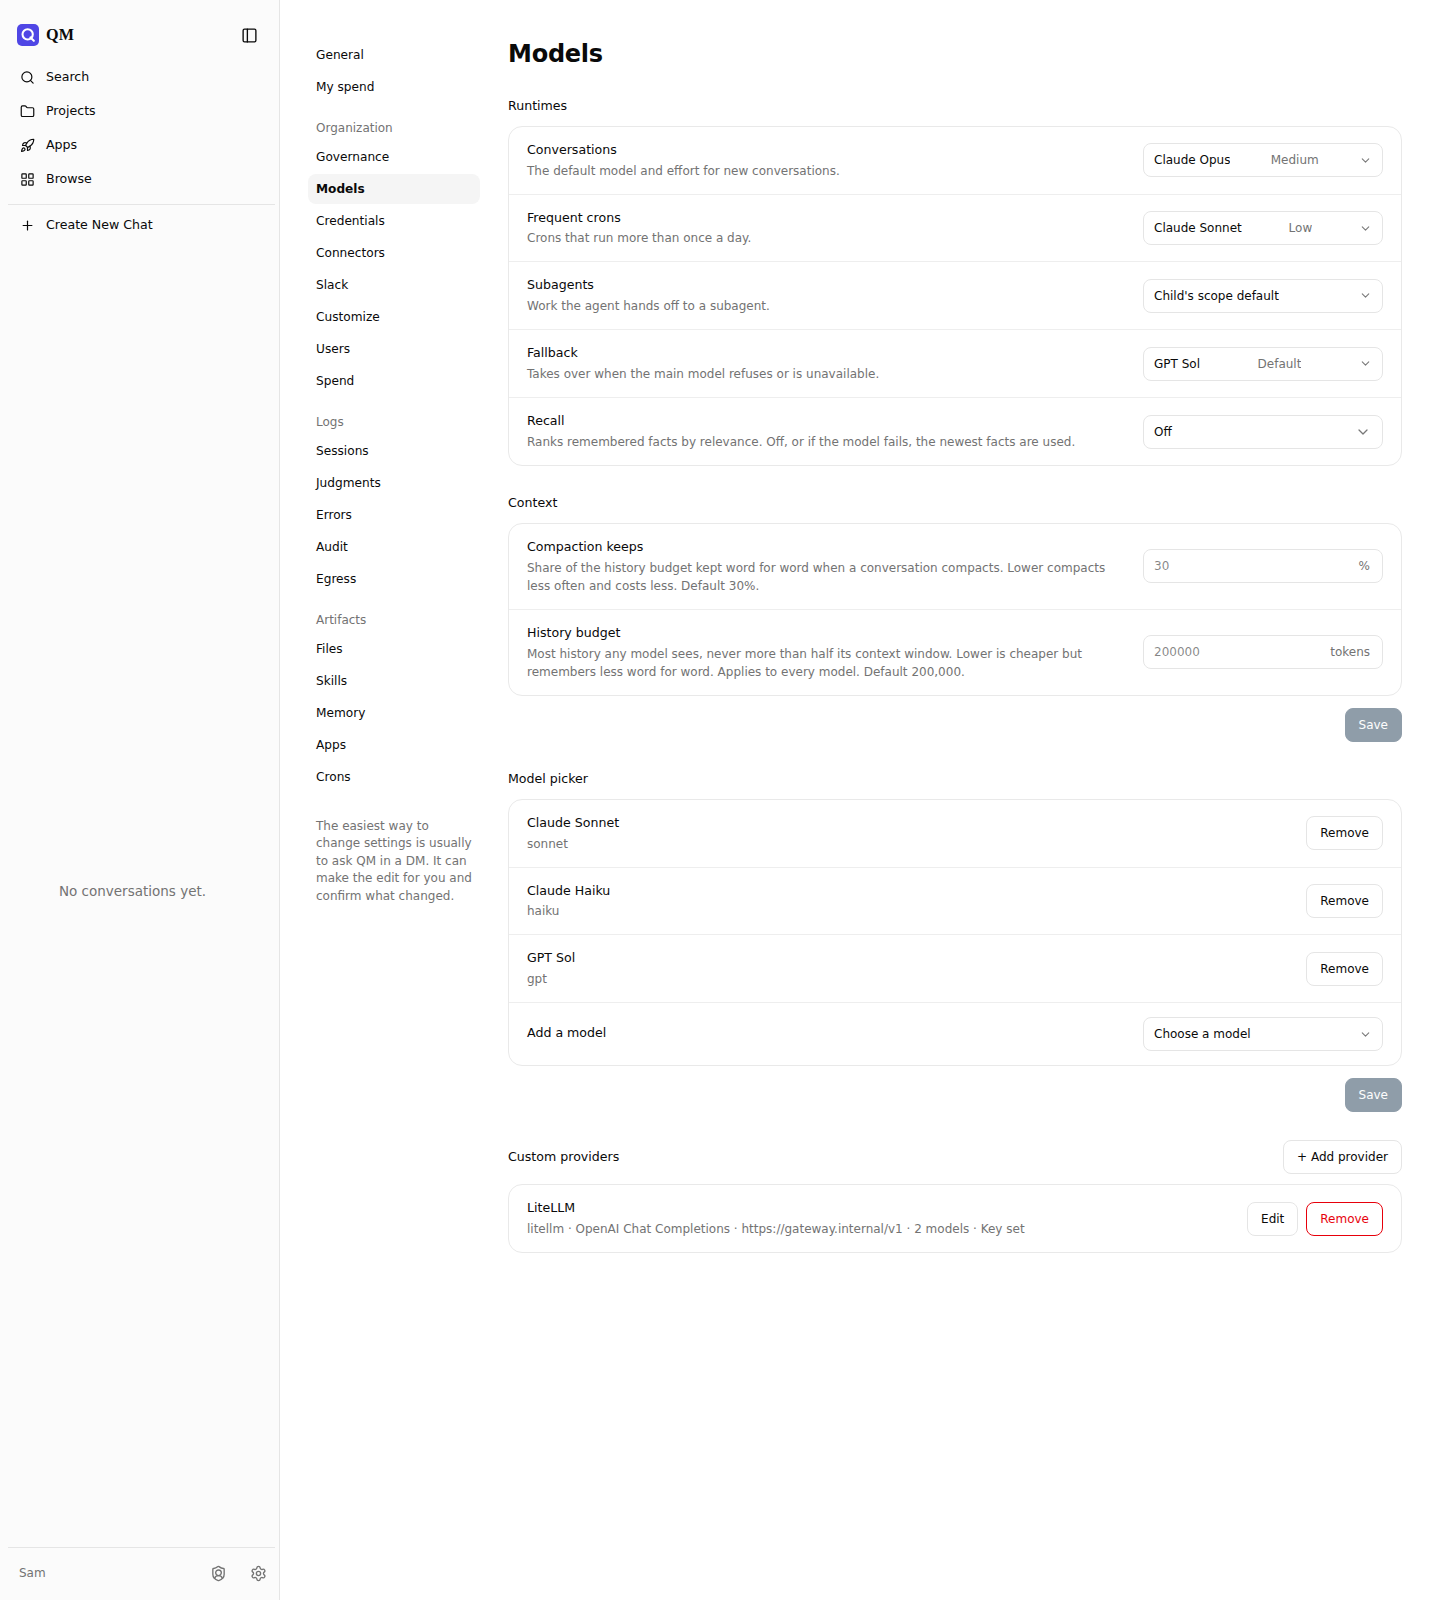 QM
Search
Projects
Apps
Browse
Create New Chat
No conversations yet.
Sam
General
My spend
Organization
Governance
Models
Credentials
Connectors
Slack
Customize
Users
Spend
Logs
Sessions
Judgments
Errors
Audit
Egress
Artifacts
Files
Skills
Memory
Apps
Crons
The easiest way to
change settings is usually
to ask QM in a DM. It can
make the edit for you and
confirm what changed.
Models
Runtimes
Conversations
The default model and effort for new conversations.
Claude Opus Medium
Frequent crons
Crons that run more than once a day.
Claude Sonnet Low
Subagents
Work the agent hands off to a subagent.
Child's scope default
Fallback
Takes over when the main model refuses or is unavailable.
GPT Sol Default
Recall
Ranks remembered facts by relevance. Off, or if the model fails, the newest facts are used.
Off
Context
Compaction keeps
Share of the history budget kept word for word when a conversation compacts. Lower compacts
less often and costs less. Default 30%.
30 %
History budget
Most history any model sees, never more than half its context window. Lower is cheaper but
remembers less word for word. Applies to every model. Default 200,000.
200000 tokens
Save
Model picker
Claude Sonnet
sonnet
Remove
Claude Haiku
haiku
Remove
GPT Sol
gpt
Remove
Add a model
Choose a model
Save
Custom providers
+ Add provider
LiteLLM
litellm · OpenAI Chat Completions · https://gateway.internal/v1 · 2 models · Key set
Edit
Remove